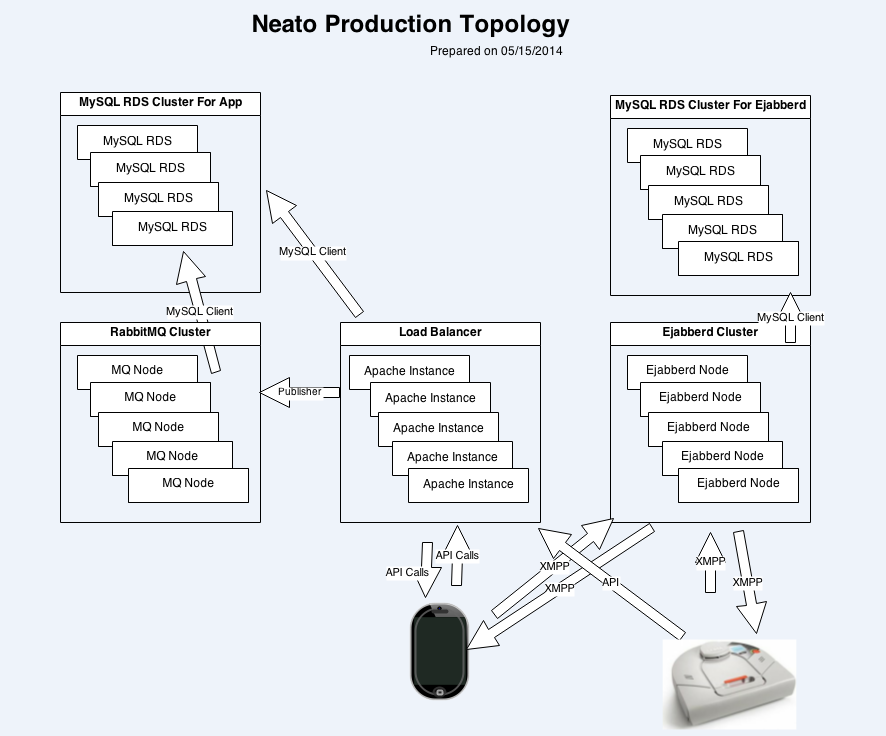 Neato Production Topology
Prepared on 05/15/2014
MySQL RDS Cluster For App
MySQL RDS
MySQL RDS
MySQL RDS
MySQL RDS
MySQL RDS Cluster For Ejabberd
MySQL RDS
MySQL RDS
MySQL RDS
MySQL RDS
MySQL RDS
MySQL Client
MySQL Client
MySQL Client
RabbitMQ Cluster
MQ Node
MQ Node
MQ Node
MQ Node
MQ Node
Publisher
Load Balancer
Apache Instance
Apache Instance
Apache Instance
Apache Instance
Apache Instance
Ejabberd Cluster
Ejabberd Node
Ejabberd Node
Ejabberd Node
Ejabberd Node
Ejabberd Node
API Calls
API Calls
XMPP
XMPP
API
XMPP
XMPP